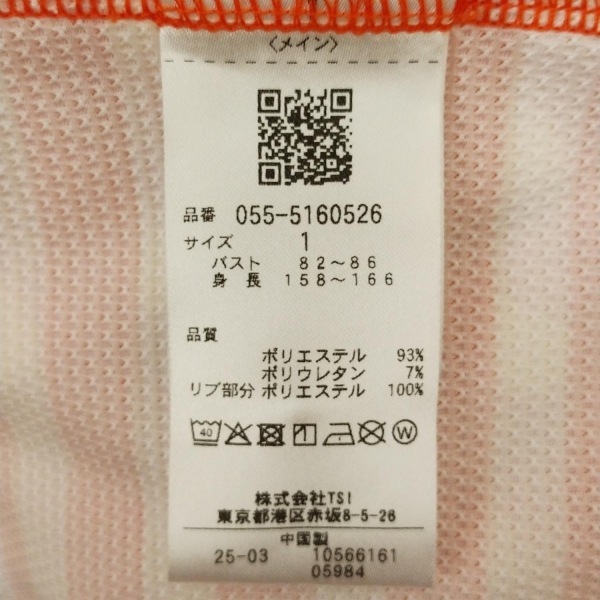 〈メイン〉
品番 055-5160526
サイズ 1
バスト 82～86
身長 158～166
品質
ポリエステル 93%
ポリウレタン 7%
リブ部分 ポリエステル 100%
40 W
株式会社TSI
東京都港区赤坂8-5-26
中国製
25-03 10566161
05984